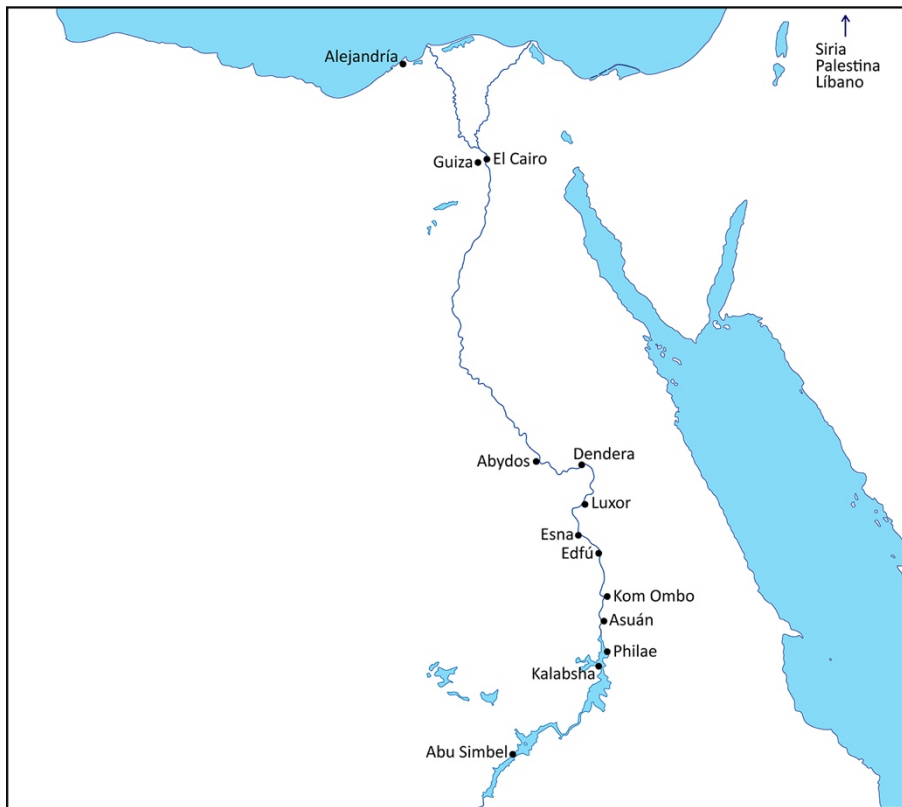 Siria
Palestina
Líbano
Alejandría
Guiza
El Cairo
Abydos
Dendera
Luxor
Esna
Edfú
Kom Ombo
Asuán
Philae
Kalabsha
Abu Simbel